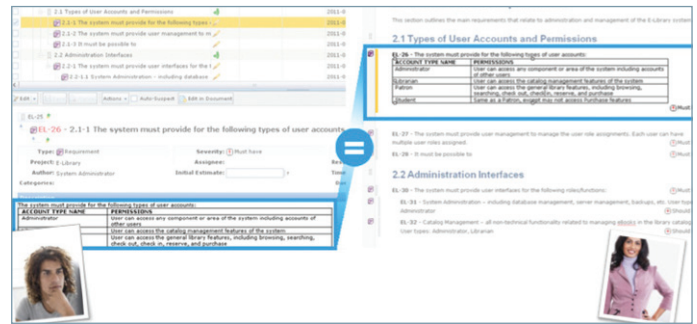 2.1 Types of User Accounts and Permissions
2.1-1 The system must provide for the following types -
2.1-2 The system must provide user management to
2.1-3 It must be possible to
2.2 Administration Interfaces
2.2-1 The system must provide user interfaces for the
2.2-1.1 System Administration - including database
Edit
Actions
Auto-Suspect
Edit in Document
EL-25
EL-26 - 2.1-1 The system must provide for the following types of user accounts
Type: Requirement
Severity: Must have
Project: E-Library
Assignee:
Author: System Administrator
Initial Estimate:
Categories:
The system must provide for the following types of user accounts:
ACCOUNT TYPE NAME PERMISSIONS
Administrator User can access any component or area of the system including accounts of
other users
User can access the catalog management features of the system
User can access the general library features, including browsing, searching,
check out, check in, reserve, and purchase
This section outlines the main requirements that relate to administration and management of the E-Library system
2.1 Types of User Accounts and Permissions
EL-26 - The system must provide for the following types of user accounts:
ACCOUNT TYPE NAME PERMISSIONS
Administrator User can access any component or area of the system including accounts
of other users
Librarian User can access the catalog management features of the system
Patron User can access the general library features, including browsing,
searching, check out, checkin, reserve, and purchase
Student Same as a Patron, except may not access Purchase features
Must
EL-27 - The system must provide user management to manage the user role assignments. Each user can have
multiple user roles assigned.
Must
EL-28 - It must be possible to
Must
2.2 Administration Interfaces
EL-30 - The system must provide user interfaces for the following roles/functions:
Must
EL-31 - System Administration - including database management, server management, backups, etc. User type
Administrator
Should
EL-32 - Catalog Management - all non-technical functionality related to managing eBooks in the library catalog
User types: Administrator, Librarian
Should